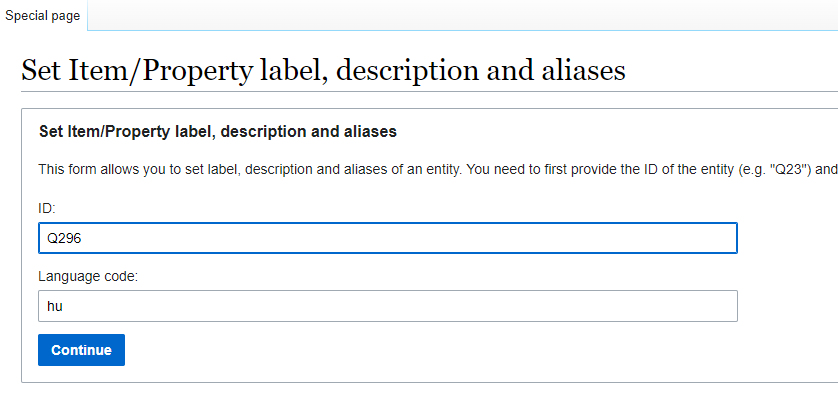 Special page
Set Item/Property label, description and aliases
Set Item/Property label, description and aliases
This form allows you to set label, description and aliases of an entity. You need to first provide the ID of the entity (e.g. "Q23") and
ID:
Q296
Language code:
hu
Continue